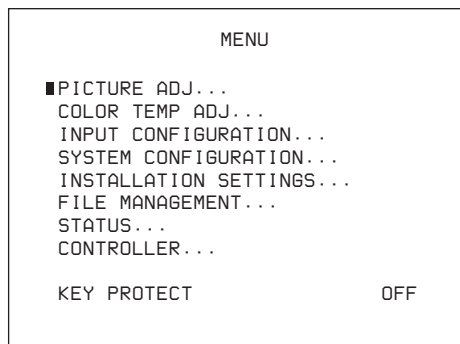 MENU
PICTURE ADJ...
COLOR TEMP ADJ...
INPUT CONFIGURATION...
SYSTEM CONFIGURATION...
INSTALLATION SETTINGS...
FILE MANAGEMENT...
STATUS...
CONTROLLER...
KEY PROTECT OFF